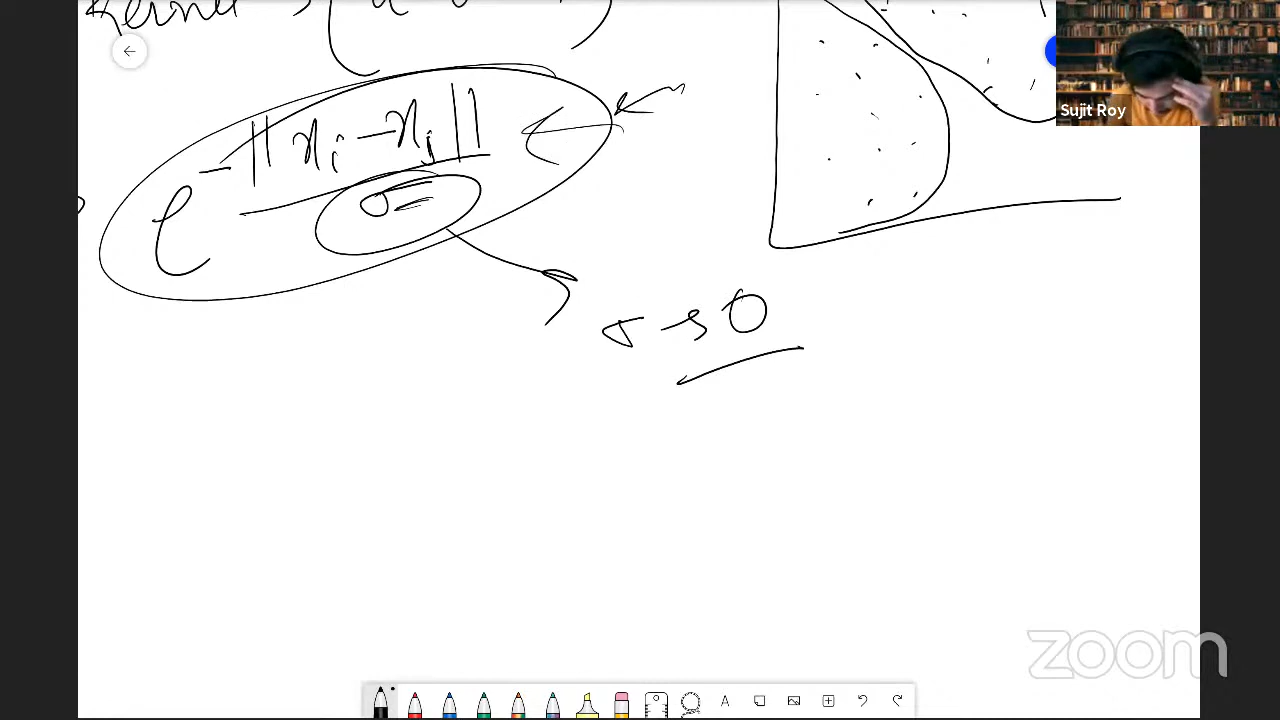 Kernel
Sujit Roy
e^-||x_i - x_j||
σ
σ → 0
zoom
A